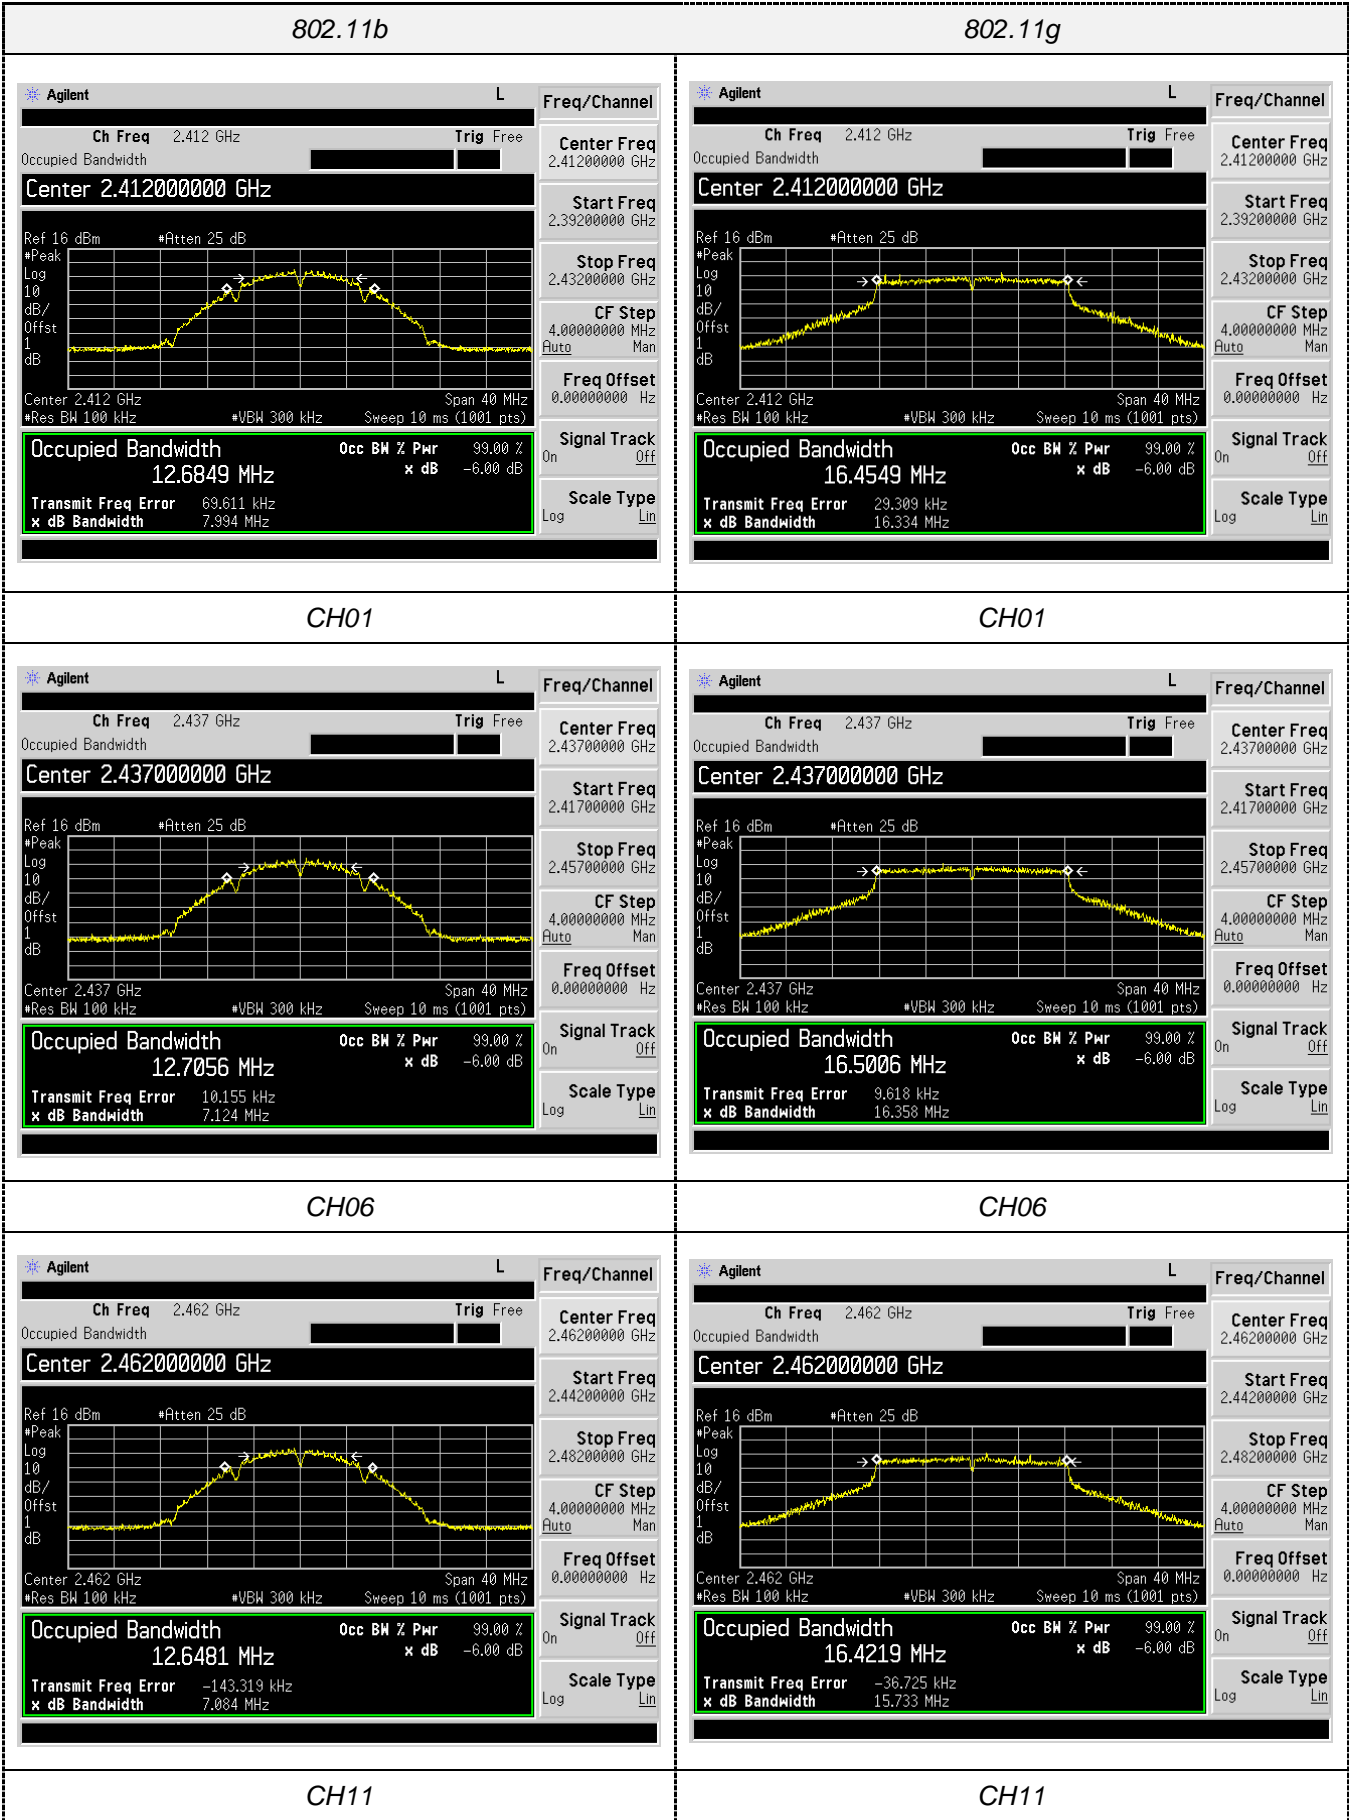 802.11b
802.11g
Agilent L
Freq/Channel
Ch Freq 2.412 GHz Trig Free
Occupied Bandwidth
Center 2.412000000 GHz
Ref 16 dBm #Atten 25 dB
#Peak
Log
10
dB/
Offst
1
dB
Center 2.412 GHz Span 40 MHz
#Res BW 100 kHz #VBW 300 kHz Sweep 10 ms (1001 pts)
Occupied Bandwidth Occ BW % Pwr 99.00 %
12.6849 MHz x dB -6.00 dB
Transmit Freq Error 69.611 kHz
x dB Bandwidth 7.994 MHz
Center Freq
2.41200000 GHz
Start Freq
2.39200000 GHz
Stop Freq
2.43200000 GHz
CF Step
4.00000000 MHz
Auto Man
Freq Offset
0.00000000 Hz
Signal Track
On Off
Scale Type
Log Lin
Agilent L
Freq/Channel
Ch Freq 2.412 GHz Trig Free
Occupied Bandwidth
Center 2.412000000 GHz
Ref 16 dBm #Atten 25 dB
#Peak
Log
10
dB/
Offst
1
dB
Center 2.412 GHz Span 40 MHz
#Res BW 100 kHz #VBW 300 kHz Sweep 10 ms (1001 pts)
Occupied Bandwidth Occ BW % Pwr 99.00 %
16.4549 MHz x dB -6.00 dB
Transmit Freq Error 29.309 kHz
x dB Bandwidth 16.334 MHz
Center Freq
2.41200000 GHz
Start Freq
2.39200000 GHz
Stop Freq
2.43200000 GHz
CF Step
4.00000000 MHz
Auto Man
Freq Offset
0.00000000 Hz
Signal Track
On Off
Scale Type
Log Lin
CH01
CH01
Agilent L
Freq/Channel
Ch Freq 2.437 GHz Trig Free
Occupied Bandwidth
Center 2.437000000 GHz
Ref 16 dBm #Atten 25 dB
#Peak
Log
10
dB/
Offst
1
dB
Center 2.437 GHz Span 40 MHz
#Res BW 100 kHz #VBW 300 kHz Sweep 10 ms (1001 pts)
Occupied Bandwidth Occ BW % Pwr 99.00 %
12.7056 MHz x dB -6.00 dB
Transmit Freq Error 10.155 kHz
x dB Bandwidth 7.124 MHz
Center Freq
2.43700000 GHz
Start Freq
2.41700000 GHz
Stop Freq
2.45700000 GHz
CF Step
4.00000000 MHz
Auto Man
Freq Offset
0.00000000 Hz
Signal Track
On Off
Scale Type
Log Lin
Agilent L
Freq/Channel
Ch Freq 2.437 GHz Trig Free
Occupied Bandwidth
Center 2.437000000 GHz
Ref 16 dBm #Atten 25 dB
#Peak
Log
10
dB/
Offst
1
dB
Center 2.437 GHz Span 40 MHz
#Res BW 100 kHz #VBW 300 kHz Sweep 10 ms (1001 pts)
Occupied Bandwidth Occ BW % Pwr 99.00 %
16.5006 MHz x dB -6.00 dB
Transmit Freq Error 9.618 kHz
x dB Bandwidth 16.358 MHz
Center Freq
2.43700000 GHz
Start Freq
2.41700000 GHz
Stop Freq
2.45700000 GHz
CF Step
4.00000000 MHz
Auto Man
Freq Offset
0.00000000 Hz
Signal Track
On Off
Scale Type
Log Lin
CH06
CH06
Agilent L
Freq/Channel
Ch Freq 2.462 GHz Trig Free
Occupied Bandwidth
Center 2.462000000 GHz
Ref 16 dBm #Atten 25 dB
#Peak
Log
10
dB/
Offst
1
dB
Center 2.462 GHz Span 40 MHz
#Res BW 100 kHz #VBW 300 kHz Sweep 10 ms (1001 pts)
Occupied Bandwidth Occ BW % Pwr 99.00 %
12.6481 MHz x dB -6.00 dB
Transmit Freq Error -143.319 kHz
x dB Bandwidth 7.084 MHz
Center Freq
2.46200000 GHz
Start Freq
2.44200000 GHz
Stop Freq
2.48200000 GHz
CF Step
4.00000000 MHz
Auto Man
Freq Offset
0.00000000 Hz
Signal Track
On Off
Scale Type
Log Lin
Agilent L
Freq/Channel
Ch Freq 2.462 GHz Trig Free
Occupied Bandwidth
Center 2.462000000 GHz
Ref 16 dBm #Atten 25 dB
#Peak
Log
10
dB/
Offst
1
dB
Center 2.462 GHz Span 40 MHz
#Res BW 100 kHz #VBW 300 kHz Sweep 10 ms (1001 pts)
Occupied Bandwidth Occ BW % Pwr 99.00 %
16.4219 MHz x dB -6.00 dB
Transmit Freq Error -36.725 kHz
x dB Bandwidth 15.733 MHz
Center Freq
2.46200000 GHz
Start Freq
2.44200000 GHz
Stop Freq
2.48200000 GHz
CF Step
4.00000000 MHz
Auto Man
Freq Offset
0.00000000 Hz
Signal Track
On Off
Scale Type
Log Lin
CH11
CH11